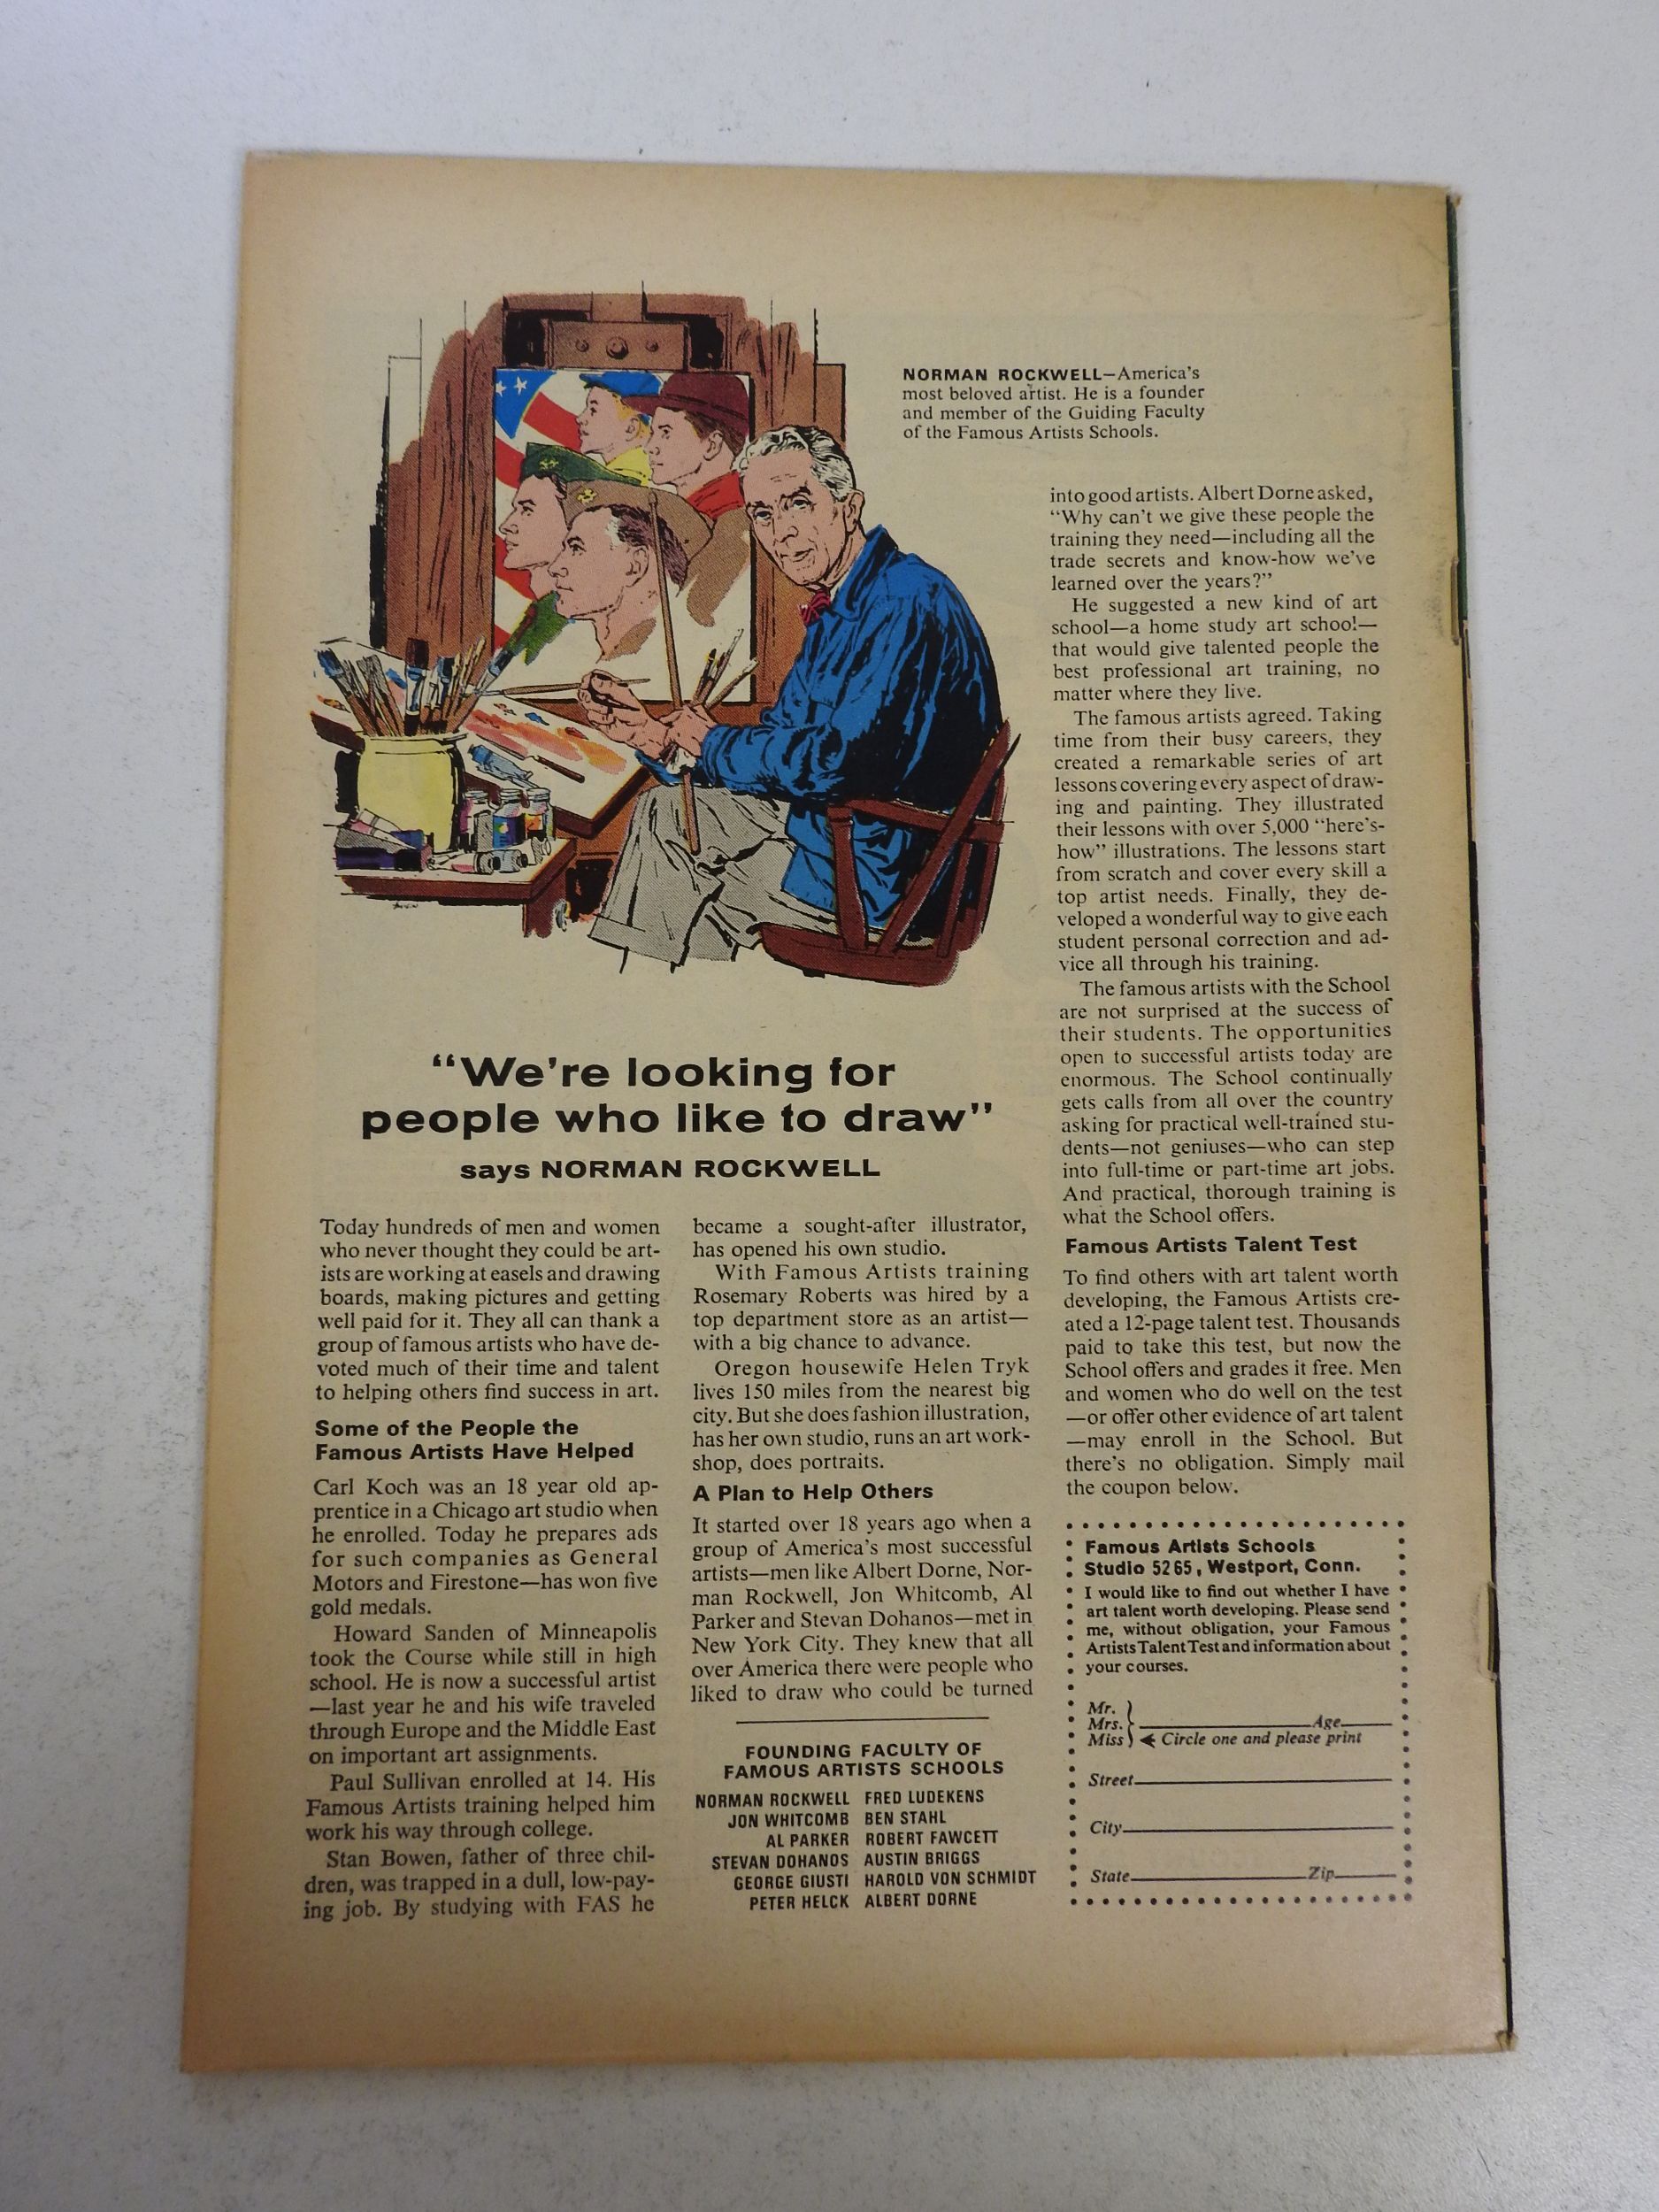 NORMAN ROCKWELL—America's
most beloved artist. He is a founder
and member of the Guiding Faculty
of the Famous Artists Schools.
"We're looking for
people who like to draw"
says NORMAN ROCKWELL
Today hundreds of men and women
who never thought they could be art-
ists are working at easels and drawing
boards, making pictures and getting
well paid for it. They all can thank a
group of famous artists who have de-
voted much of their time and talent
to helping others find success in art.
Some of the People the
Famous Artists Have Helped
Carl Koch was an 18 year old ap-
prentice in a Chicago art studio when
he enrolled. Today he prepares ads
for such companies as General
Motors and Firestone—has won five
gold medals.
Howard Sanden of Minneapolis
took the Course while still in high
school. He is now a successful artist
—last year he and his wife traveled
through Europe and the Middle East
on important art assignments.
Paul Sullivan enrolled at 14. His
Famous Artists training helped him
work his way through college.
Stan Bowen, father of three chil-
dren, was trapped in a dull, low-pay-
ing job. By studying with FAS he
became a sought-after illustrator,
has opened his own studio.
With Famous Artists training
Rosemary Roberts was hired by a
top department store as an artist—
with a big chance to advance.
Oregon housewife Helen Tryk
lives 150 miles from the nearest big
city. But she does fashion illustration,
has her own studio, runs an art work-
shop, does portraits.
A Plan to Help Others
It started over 18 years ago when a
group of America's most successful
artists—men like Albert Dorne, Nor-
man Rockwell, Jon Whitcomb, Al
Parker and Stevan Dohanos—met in
New York City. They knew that all
over America there were people who
liked to draw who could be turned
into good artists. Albert Dorne asked,
"Why can't we give these people the
training they need—including all the
trade secrets and know-how we've
learned over the years?"
He suggested a new kind of art
school—a home study art school—
that would give talented people the
best professional art training, no
matter where they live.
The famous artists agreed. Taking
time from their busy careers, they
created a remarkable series of art
lessons covering every aspect of draw-
ing and painting. They illustrated
their lessons with over 5,000 "here's-
how" illustrations. The lessons start
from scratch and cover every skill a
top artist needs. Finally, they de-
veloped a wonderful way to give each
student personal correction and ad-
vice all through his training.
The famous artists with the School
are not surprised at the success of
their students. The opportunities
open to successful artists today are
enormous. The School continually
gets calls from all over the country
asking for practical well-trained stu-
dents—not geniuses—who can step
into full-time or part-time art jobs.
And practical, thorough training is
what the School offers.
Famous Artists Talent Test
To find others with art talent worth
developing, the Famous Artists cre-
ated a 12-page talent test. Thousands
paid to take this test, but now the
School offers and grades it free. Men
and women who do well on the test
—or offer other evidence of art talent
—may enroll in the School. But
there's no obligation. Simply mail
the coupon below.
FOUNDING FACULTY OF
FAMOUS ARTISTS SCHOOLS
NORMAN ROCKWELL FRED LUDEKENS
JON WHITCOMB BEN STAHL
AL PARKER ROBERT FAWCETT
STEVAN DOHANOS AUSTIN BRIGGS
GEORGE GIUSTI HAROLD VON SCHMIDT
PETER HELCK ALBERT DORNE
Famous Artists Schools
Studio 5265, Westport, Conn.
I would like to find out whether I have
art talent worth developing. Please send
me, without obligation, your Famous
Artists Talent Test and information about
your courses.
Mr.
Mrs. Age
Miss Circle one and please print
Street
City
State Zip